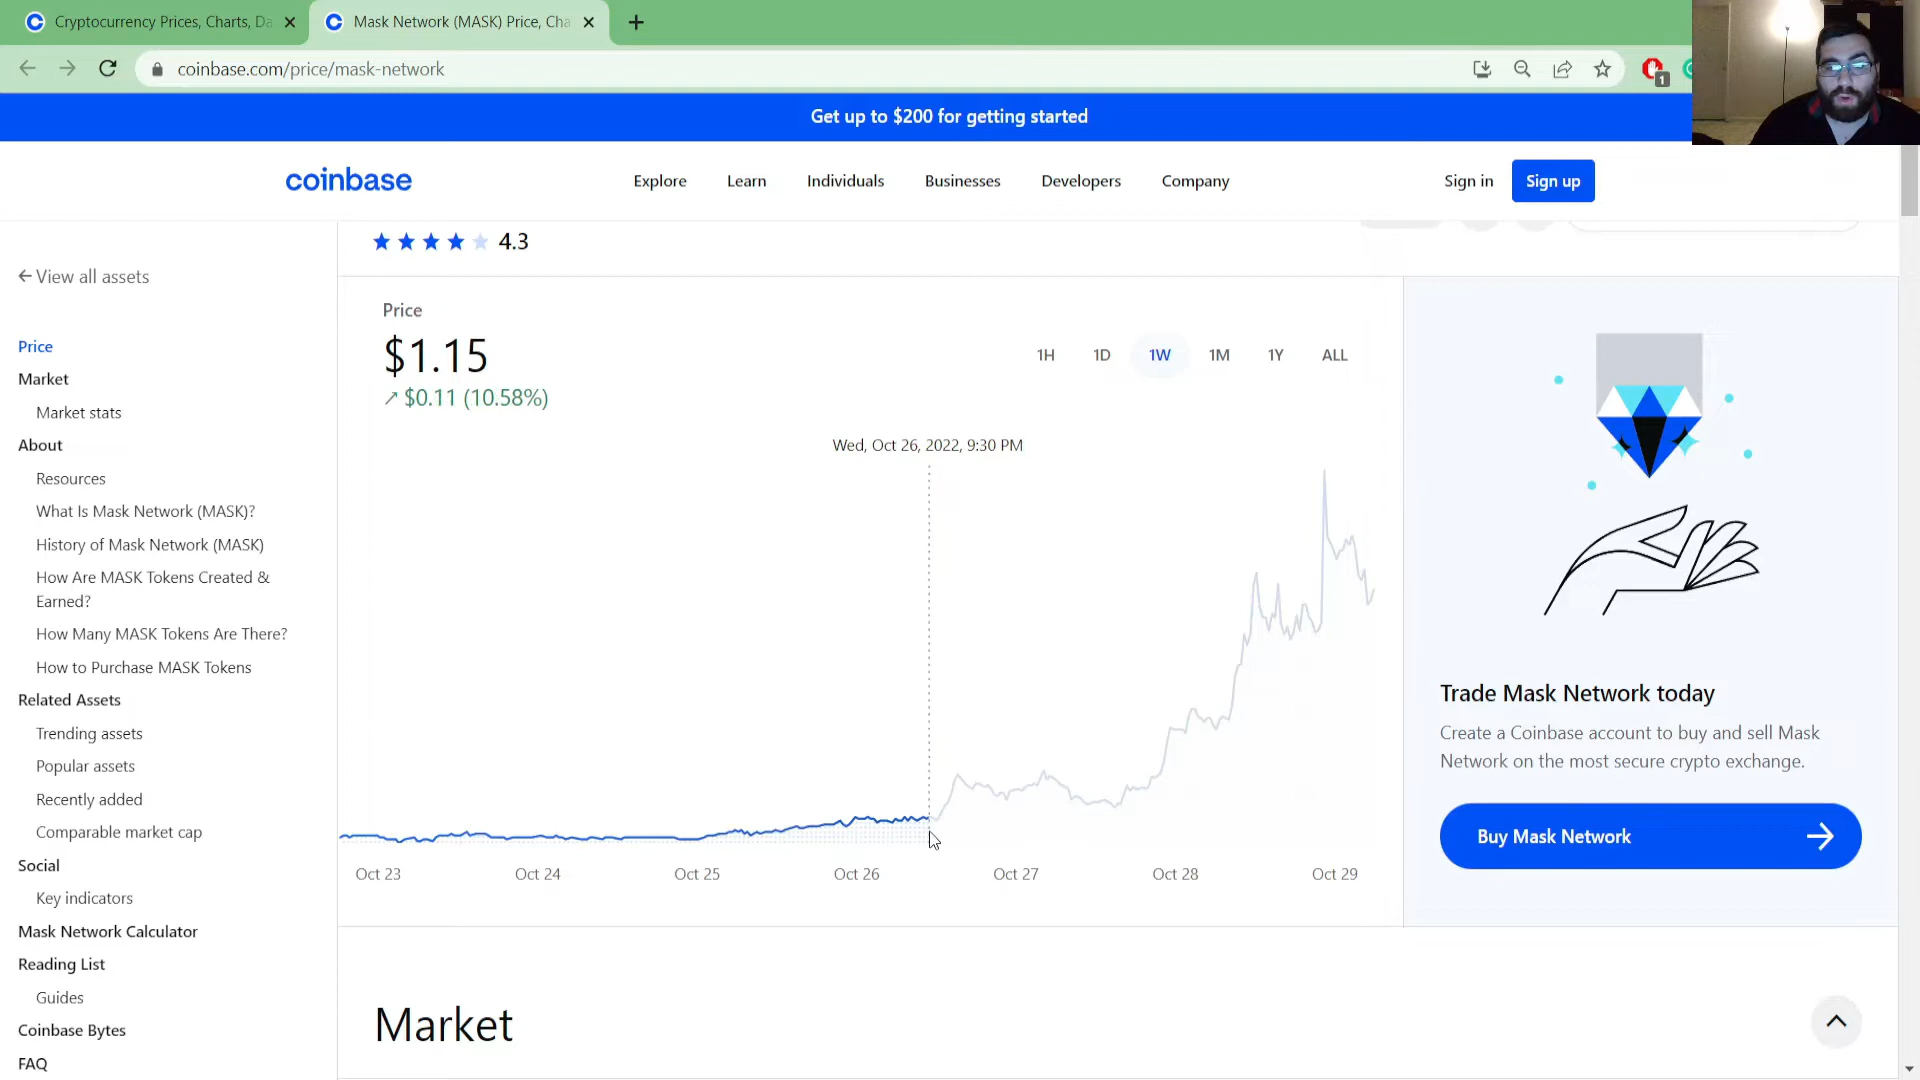 Cryptocurrency Prices, Charts, Da
Mask Network (MASK) Price, Cha
coinbase.com/price/mask-network
1
Get up to $200 for getting started
coinbase
Explore
Learn
Individuals
Businesses
Developers
Company
Sign in
Sign up
4.3
View all assets
Price
Market
Market stats
About
Resources
What Is Mask Network (MASK)?
History of Mask Network (MASK)
How Are MASK Tokens Created &
Earned?
How Many MASK Tokens Are There?
How to Purchase MASK Tokens
Related Assets
Trending assets
Popular assets
Recently added
Comparable market cap
Social
Key indicators
Mask Network Calculator
Reading List
Guides
Coinbase Bytes
FAQ
Price
$1.15
$0.11 (10.58%)
1H
1D
1W
1M
1Y
ALL
Wed, Oct 26, 2022, 9:30 PM
Oct 23
Oct 24
Oct 25
Oct 26
Oct 27
Oct 28
Oct 29
Trade Mask Network today
Create a Coinbase account to buy and sell Mask
Network on the most secure crypto exchange.
Buy Mask Network
Market